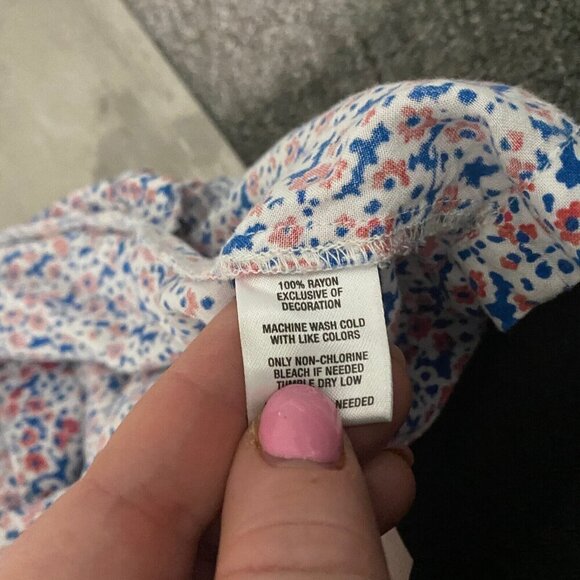 100% RAYON
EXCLUSIVE OF
DECORATION
MACHINE WASH COLD
WITH LIKE COLORS
ONLY NON-CHLORINE
BLEACH IF NEEDED
TUMBLE DRY LOW
NEEDED